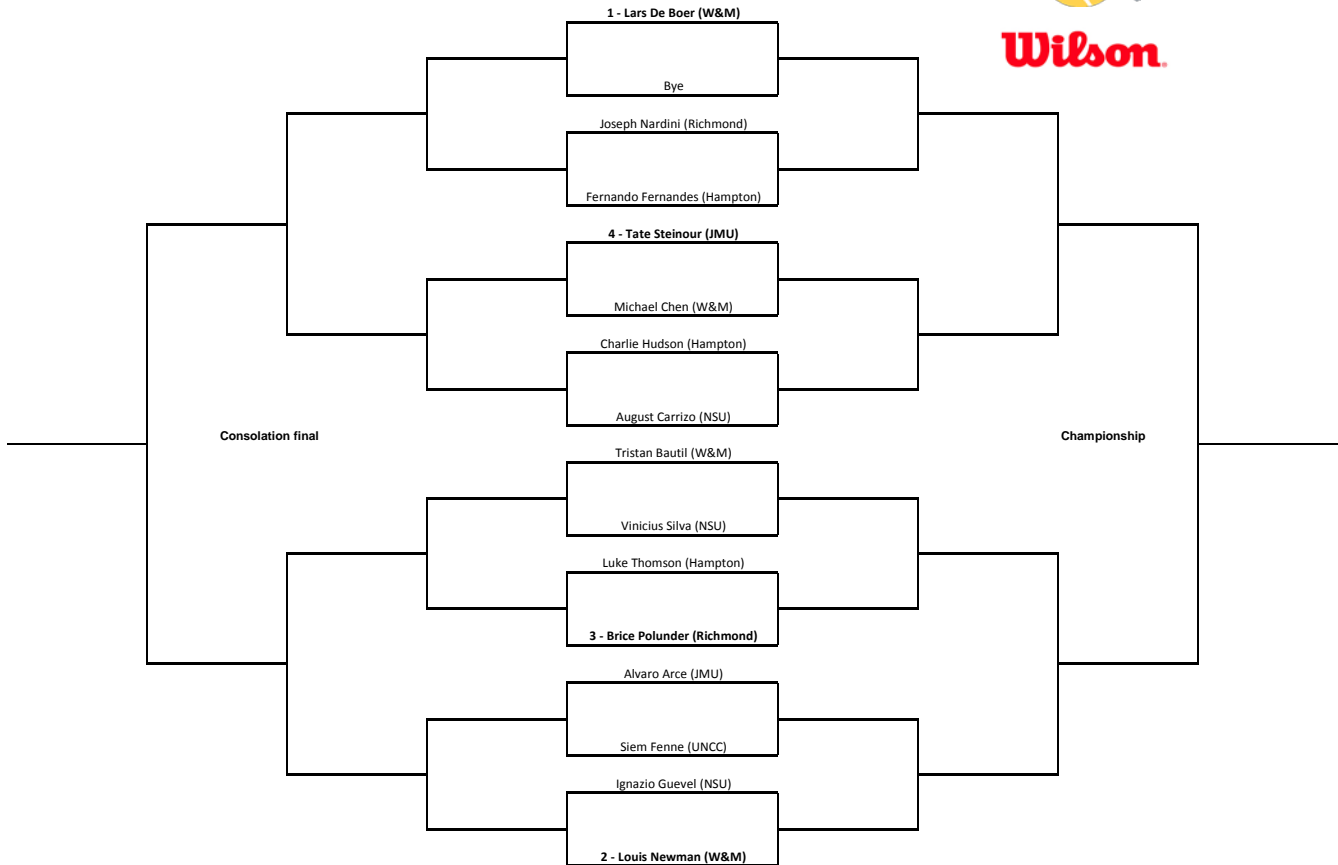 1 - Lars De Boer (W&M)
Wilson.
Bye
Joseph Nardini (Richmond)
Fernando Fernandes (Hampton)
4 - Tate Steinour (JMU)
Michael Chen (W&M)
Charlie Hudson (Hampton)
August Carrizo (NSU)
Consolation final
Championship
Tristan Bautil (W&M)
Vinicius Silva (NSU)
Luke Thomson (Hampton)
3 - Brice Polunder (Richmond)
Alvaro Arce (JMU)
Siem Fenne (UNCC)
Ignazio Guevel (NSU)
2 - Louis Newman (W&M)